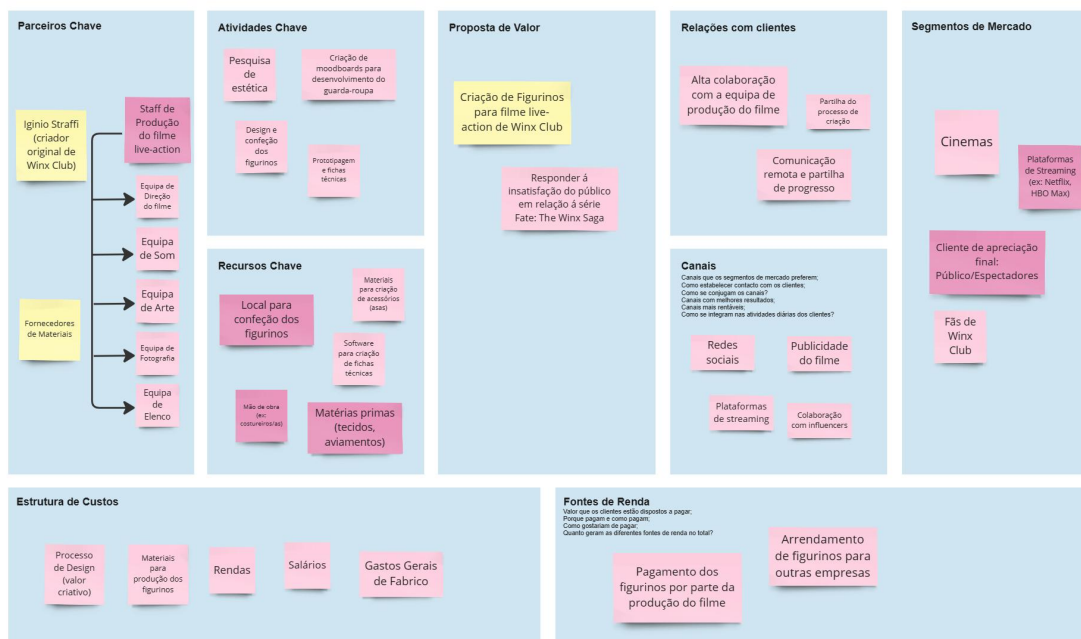 Parceiros Chave
Iginio Straffi
(criador
original de
Winx Club)
Staff de
Produção
do filme
live-action
Equipa de
Direção
do filme
Equipa
de Som
Equipa
de Arte
Fornecedores
de Materiais
Equipa de
Fotografia
Equipa
de
Elenco
Atividades Chave
Pesquisa
de
estética
Criação de
moodboards para
desenvolvimento do
guarda-roupa
Design e
confeção
dos
figurinos
Prototipagem
e fichas
técnicas
Recursos Chave
Local para
confeção dos
figurinos
Materiais
para criação
de acessórios
(asas)
Software
para criação
de fichas
técnicas
Mão de obra
(ex:
costureiros/as)
Matérias primas
(tecidos,
aviamentos)
Proposta de Valor
Criação de Figurinos
para filme live-
action de Winx Club
Responder á
insatisfação do público
em relação á série
Fate: The Winx Saga
Relações com clientes
Alta colaboração
com a equipa de
produção do filme
Partilha do
processo de
criação
Comunicação
remota e partilha
de progresso
Canais
Canais que os segmentos de mercado preferem;
Como estabelecer contacto com os clientes;
Como se conjugam os canais?
Canais com melhores resultados;
Canais mais rentáveis;
Como se integram nas atividades diárias dos clientes?
Redes
sociais
Publicidade
do filme
Plataformas
de streaming
Colaboração
com influencers
Segmentos de Mercado
Cinemas
Plataformas
de Streaming
(ex: Netflix,
HBO Max)
Cliente de apreciação
final:
Público/Espectadores
Fãs de
Winx
Club
Estrutura de Custos
Processo
de Design
(valor
criativo)
Materiais
para
produção dos
figurinos
Rendas
Salários
Gastos Gerais
de Fabrico
Fontes de Renda
Valor que os clientes estão dispostos a pagar;
Porque pagam e como pagam;
Como gostariam de pagar;
Quanto geram as diferentes fontes de renda no total?
Pagamento dos
figurinos por parte da
produção do filme
Arrendamento
de figurinos para
outras empresas